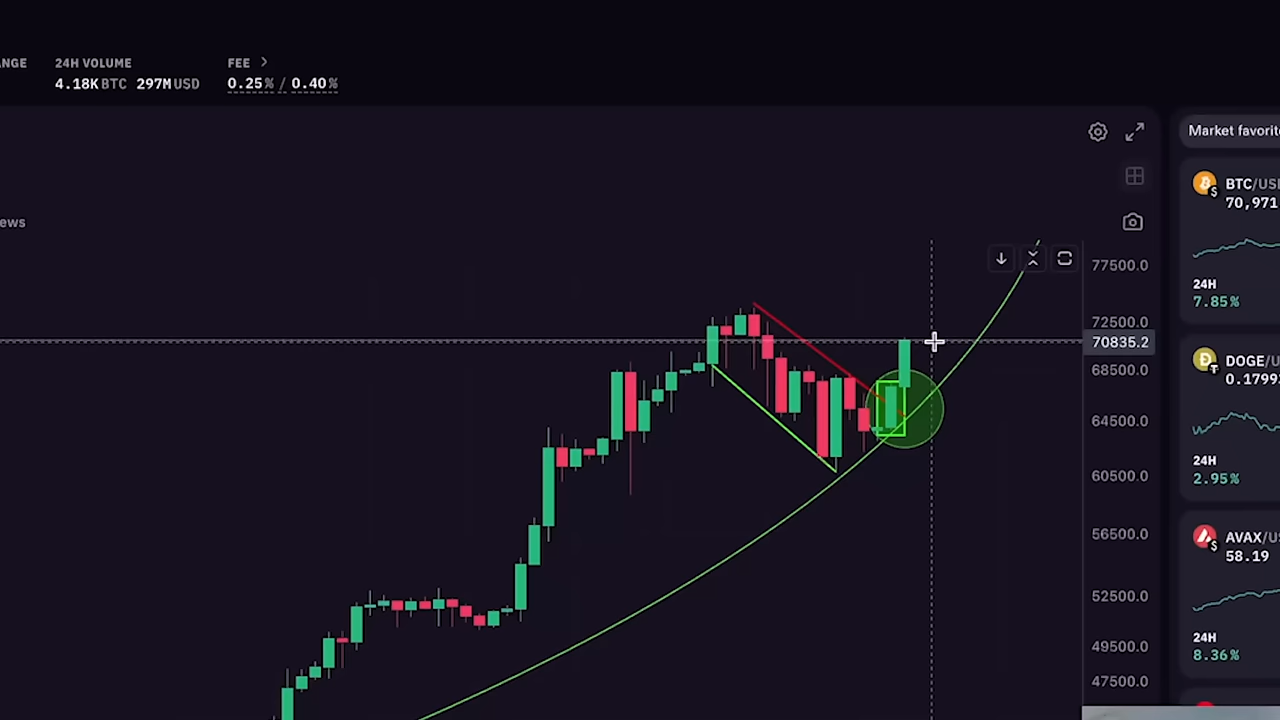 ANGE
24H VOLUME
4.18K BTC 297M USD
FEE >
0.25% / 0.40%
ews
77500.0
72500.0
70835.2
68500.0
64500.0
60500.0
56500.0
52500.0
49500.0
47500.0
Market favorit
BTC/USD
70,971
24H
7.85%
DOGE/U
0.1799
24H
2.95%
AVAX/US
58.19
24H
8.36%